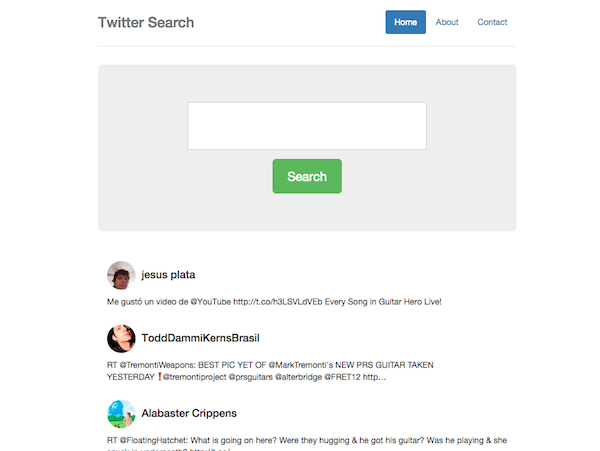 Twitter Search
Home About Contact
Search
jesus plata
Me gustó un video de @YouTube http://t.co/h3LSVLdVEb Every Song in Guitar Hero Live!
ToddDammiKernsBrasil
RT @TremontiWeapons: BEST PIC YET OF @MarkTremonti's NEW PRS GUITAR TAKEN
YESTERDAY❗@tremontiproject @prsguitars @alterbridge @FRET12 http…
Alabaster Crippens
RT @FloatingHatchet: What is going on here? Were they hugging & he got his guitar? Was he playing & she